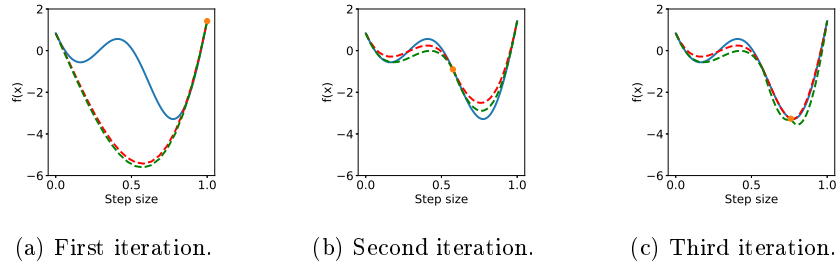 2
0
−2
−4
−6
f(x)
0.0 0.5 1.0
Step size
(a) First iteration.
2
0
−2
−4
−6
f(x)
0.0 0.5 1.0
Step size
(b) Second iteration.
2
0
−2
−4
−6
f(x)
0.0 0.5 1.0
Step size
(c) Third iteration.